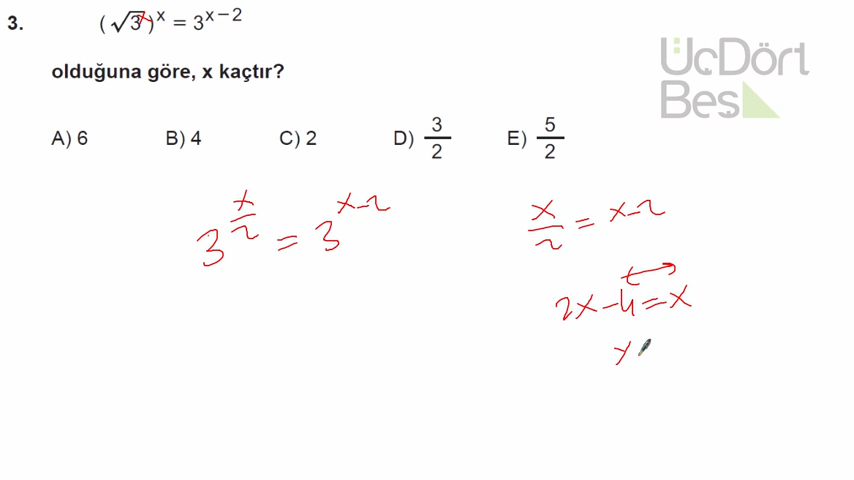 3. (√3)^x = 3^x−2
olduğuna göre, x kaçtır?
A) 6 B) 4 C) 2 D) 3/2 E) 5/2
ÜçDört
Beş
3^x/2 = 3^x-2
x/2 = x-2
2x-4=x
x